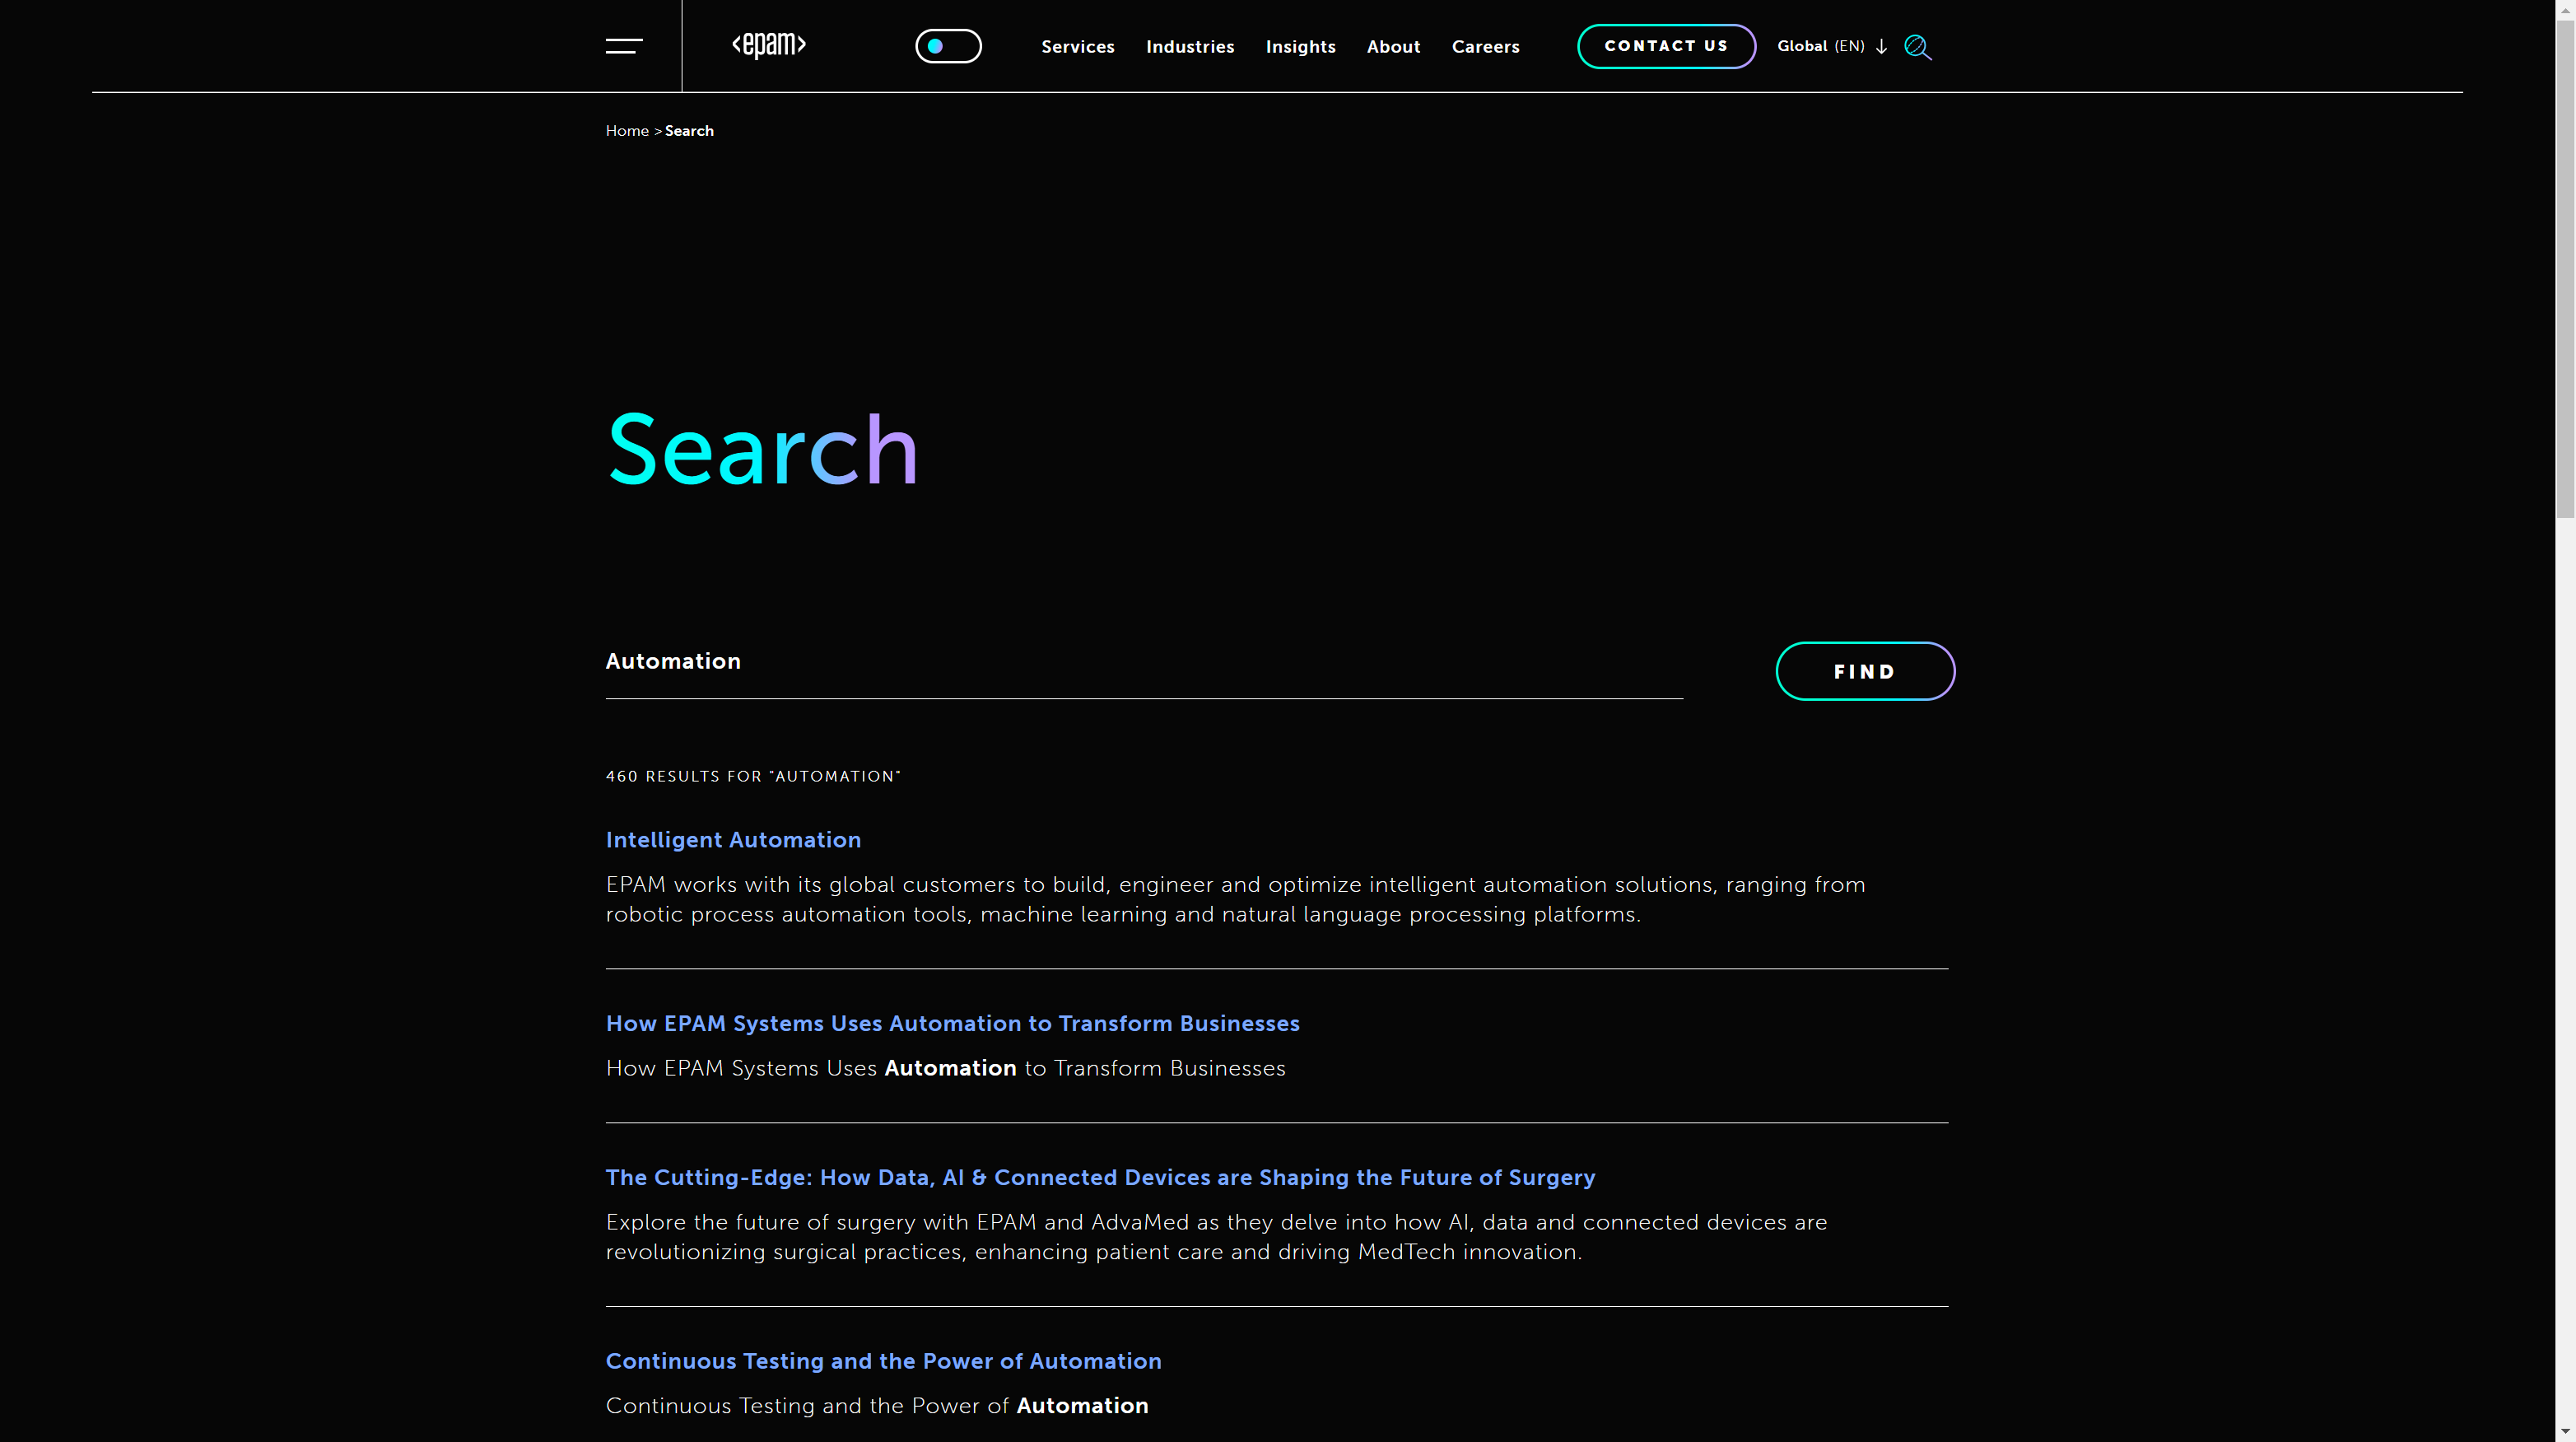 <epam> Services Industries Insights About Careers CONTACT US Global (EN)
Home > Search
Search
Automation
FIND
460 RESULTS FOR "AUTOMATION"
Intelligent Automation
EPAM works with its global customers to build, engineer and optimize intelligent automation solutions, ranging from
robotic process automation tools, machine learning and natural language processing platforms.
How EPAM Systems Uses Automation to Transform Businesses
How EPAM Systems Uses Automation to Transform Businesses
The Cutting-Edge: How Data, AI & Connected Devices are Shaping the Future of Surgery
Explore the future of surgery with EPAM and AdvaMed as they delve into how AI, data and connected devices are
revolutionizing surgical practices, enhancing patient care and driving MedTech innovation.
Continuous Testing and the Power of Automation
Continuous Testing and the Power of Automation